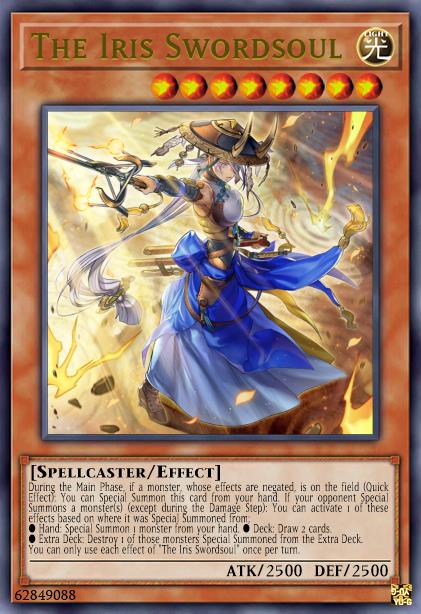 The Iris Swordsoul
LIGHT
光
[Spellcaster/Effect]
During the Main Phase, if a monster, whose effects are negated, is on the field (Quick
Effect): You can Special Summon this card from your hand. If your opponent Special
Summons a monster(s) (except during the Damage Step): You can activate 1 of these
effects based on where it was Special Summoned from;
● Hand: Special Summon 1 monster from your hand. ● Deck: Draw 2 cards.
● Extra Deck: Destroy 1 of those monsters Special Summoned from the Extra Deck.
You can only use each effect of "The Iris Swodsoul" once per turn.
ATK/2500 DEF/2500
62849088